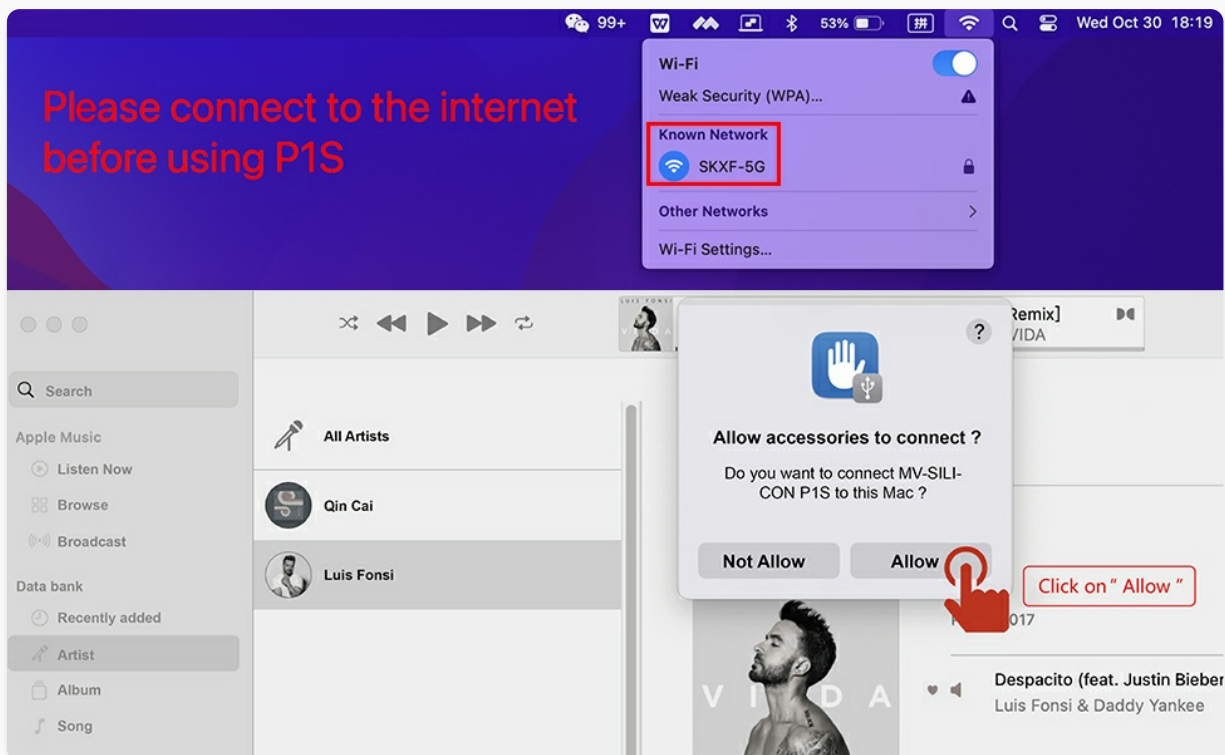 99+
53%
拼
Wed Oct 30 18:19
Please connect to the internet
before using P1S
Wi-Fi
Weak Security (WPA)...
Known Network
SKXF-5G
Other Networks
Wi-Fi Settings...
LUIS FONSI
V
A
Remix]
VIDA
?
Search
Apple Music
Listen Now
Browse
Broadcast
Data bank
Recently added
Artist
Album
Song
All Artists
Qin Cai
Luis Fonsi
Allow accessories to connect ?
Do you want to connect MV-SILI-
CON P1S to this Mac ?
Not Allow
Allow
Click on “ Allow ”
017
VIDA
Despacito (feat. Justin Bieber
Luis Fonsi & Daddy Yankee